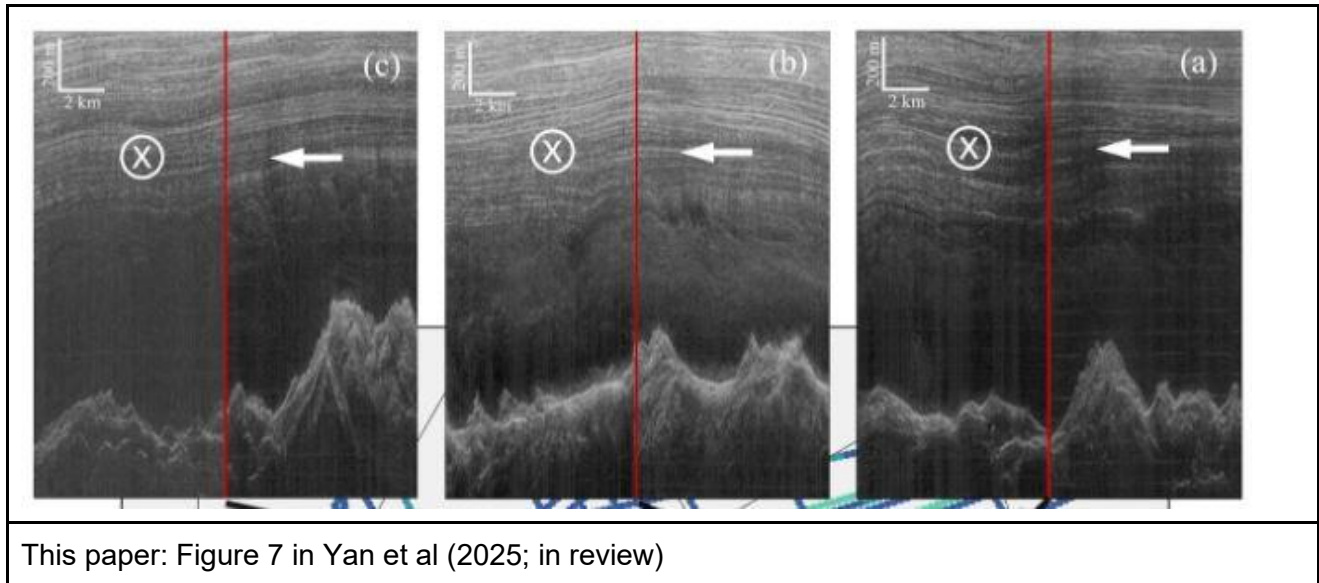 (c)
200 m
2 km
X
(b)
200 m
2 km
X
(a)
200 m
2 km
X
This paper: Figure 7 in Yan et al (2025; in review)